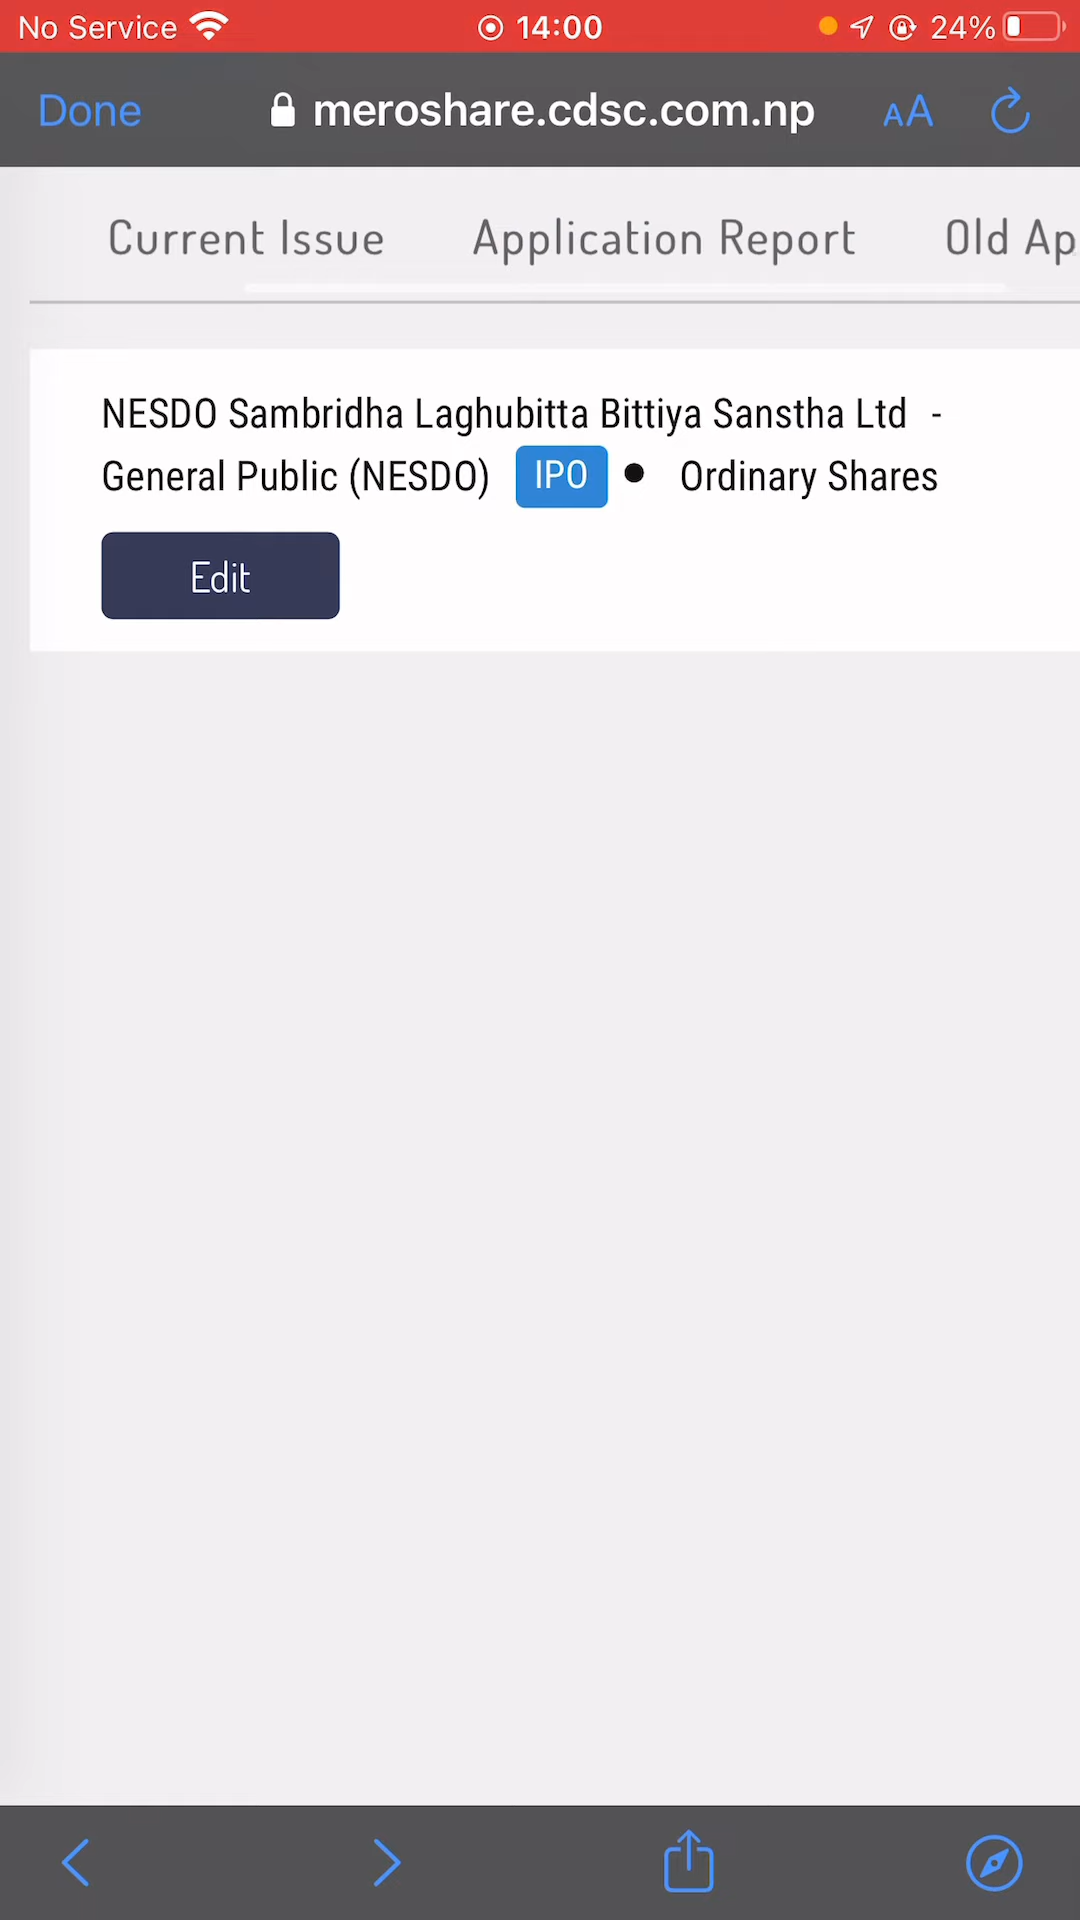 No Service 14:00 24%
Done meroshare.cdsc.com.np AA
Current Issue Application Report Old Ap
NESDO Sambridha Laghubitta Bittiya Sanstha Ltd -
General Public (NESDO) IPO • Ordinary Shares
Edit